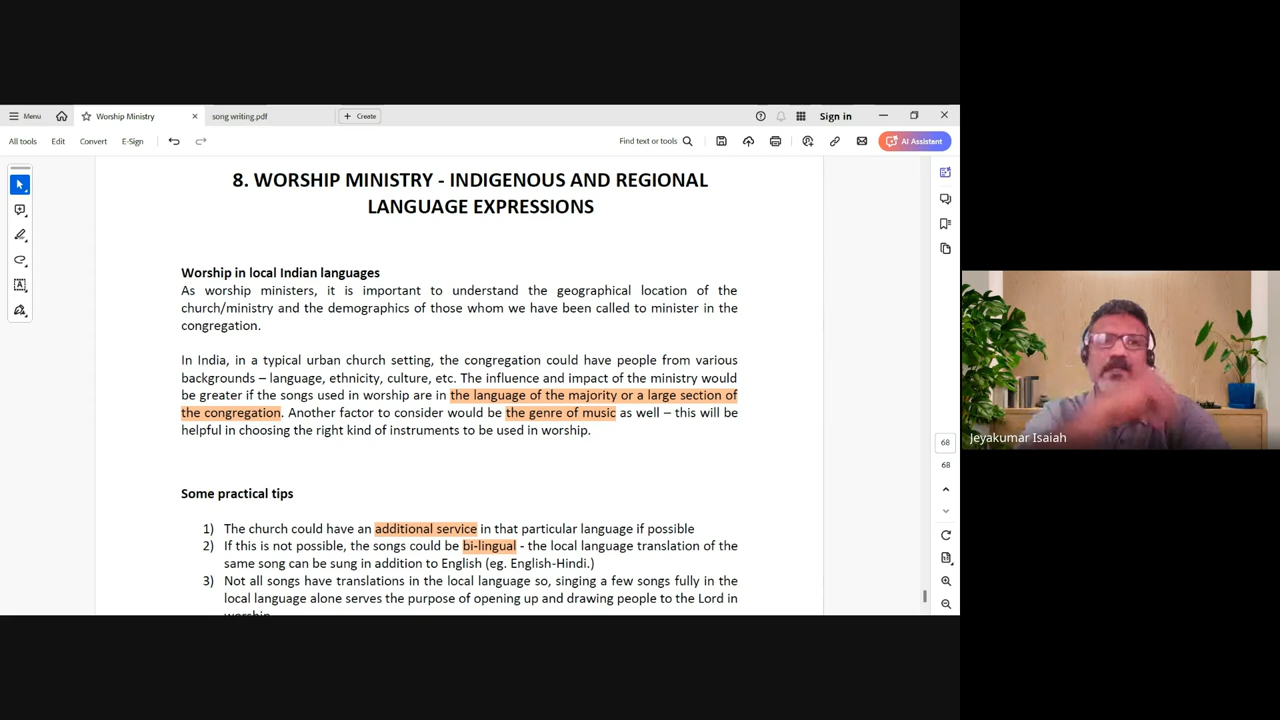 Menu
Worship Ministry
song writing.pdf
Create
Sign in
All tools
Edit
Convert
E-Sign
Find text or tools
AI Assistant
8. WORSHIP MINISTRY - INDIGENOUS AND REGIONAL
LANGUAGE EXPRESSIONS
Worship in local Indian languages
As worship ministers, it is important to understand the geographical location of the
church/ministry and the demographics of those whom we have been called to minister in the
congregation.
In India, in a typical urban church setting, the congregation could have people from various
backgrounds – language, ethnicity, culture, etc. The influence and impact of the ministry would
be greater if the songs used in worship are in the language of the majority or a large section of
the congregation. Another factor to consider would be the genre of music as well – this will be
helpful in choosing the right kind of instruments to be used in worship.
Some practical tips
1) The church could have an additional service in that particular language if possible
2) If this is not possible, the songs could be bi-lingual - the local language translation of the
same song can be sung in addition to English (eg. English-Hindi.)
3) Not all songs have translations in the local language so, singing a few songs fully in the
local language alone serves the purpose of opening up and drawing people to the Lord in
worship.
68
68
Jeyakumar Isaiah